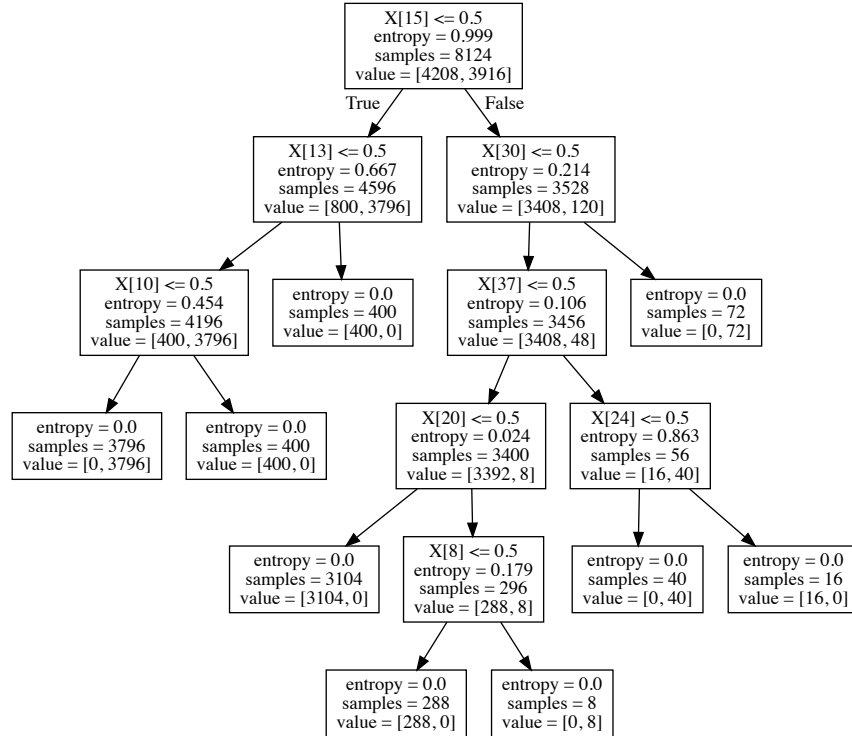 X[15] <= 0.5
entropy = 0.999
samples = 8124
value = [4208, 3916]
True
False
X[13] <= 0.5
entropy = 0.667
samples = 4596
value = [800, 3796]
X[30] <= 0.5
entropy = 0.214
samples = 3528
value = [3408, 120]
X[10] <= 0.5
entropy = 0.454
samples = 4196
value = [400, 3796]
entropy = 0.0
samples = 400
value = [400, 0]
X[37] <= 0.5
entropy = 0.106
samples = 3456
value = [3408, 48]
entropy = 0.0
samples = 72
value = [0, 72]
entropy = 0.0
samples = 3796
value = [0, 3796]
entropy = 0.0
samples = 400
value = [400, 0]
X[20] <= 0.5
entropy = 0.024
samples = 3400
value = [3392, 8]
X[24] <= 0.5
entropy = 0.863
samples = 56
value = [16, 40]
entropy = 0.0
samples = 3104
value = [3104, 0]
X[8] <= 0.5
entropy = 0.179
samples = 296
value = [288, 8]
entropy = 0.0
samples = 40
value = [0, 40]
entropy = 0.0
samples = 16
value = [16, 0]
entropy = 0.0
samples = 288
value = [288, 0]
entropy = 0.0
samples = 8
value = [0, 8]